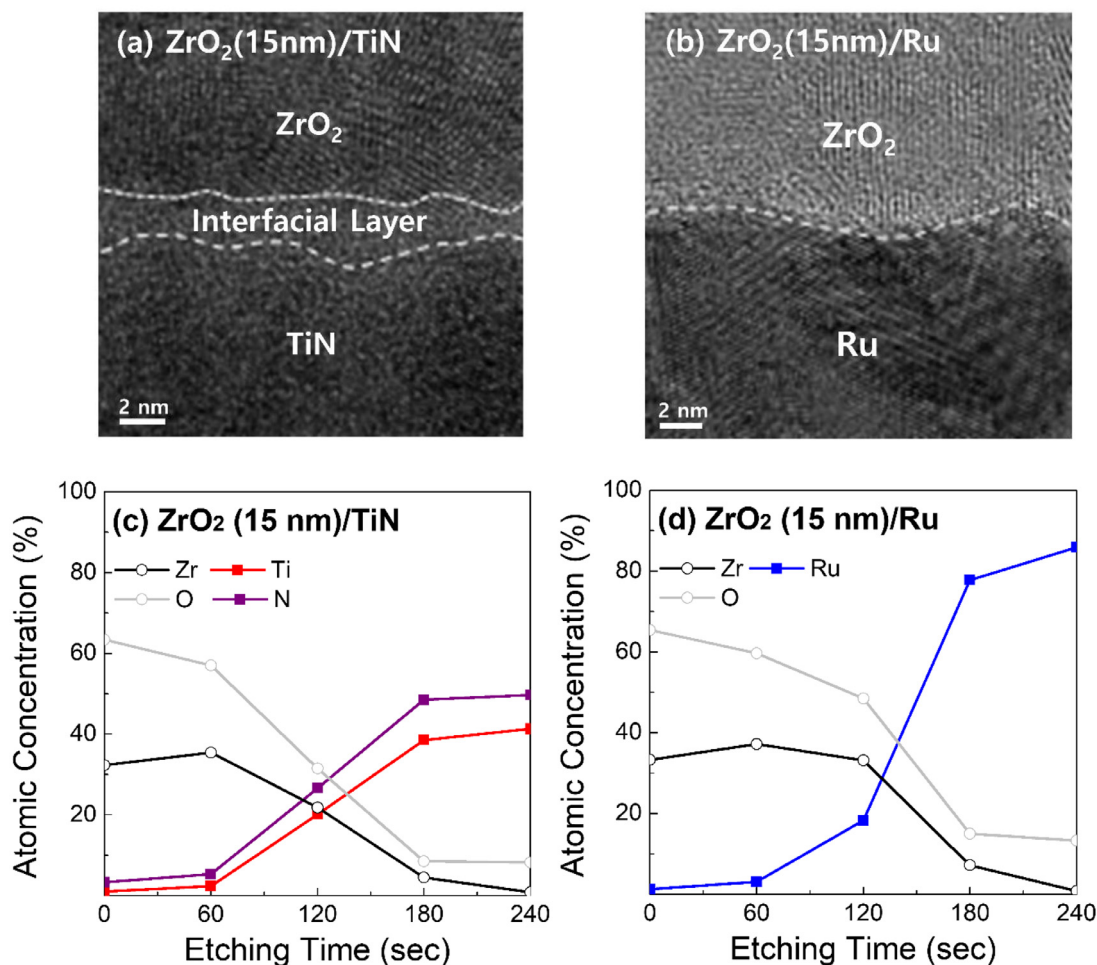 (a) ZrO₂(15nm)/TiN
ZrO₂
Interfacial Layer
TiN
2 nm
(b) ZrO₂(15nm)/Ru
ZrO₂
Ru
2 nm
(c) ZrO₂ (15 nm)/TiN
Zr Ti
O N
100
80
60
40
20
0 60 120 180 240
Etching Time (sec)
Atomic Concentration (%)
(d) ZrO₂ (15 nm)/Ru
Zr Ru
O
100
80
60
40
20
0 60 120 180 240
Etching Time (sec)
Atomic Concentration (%)